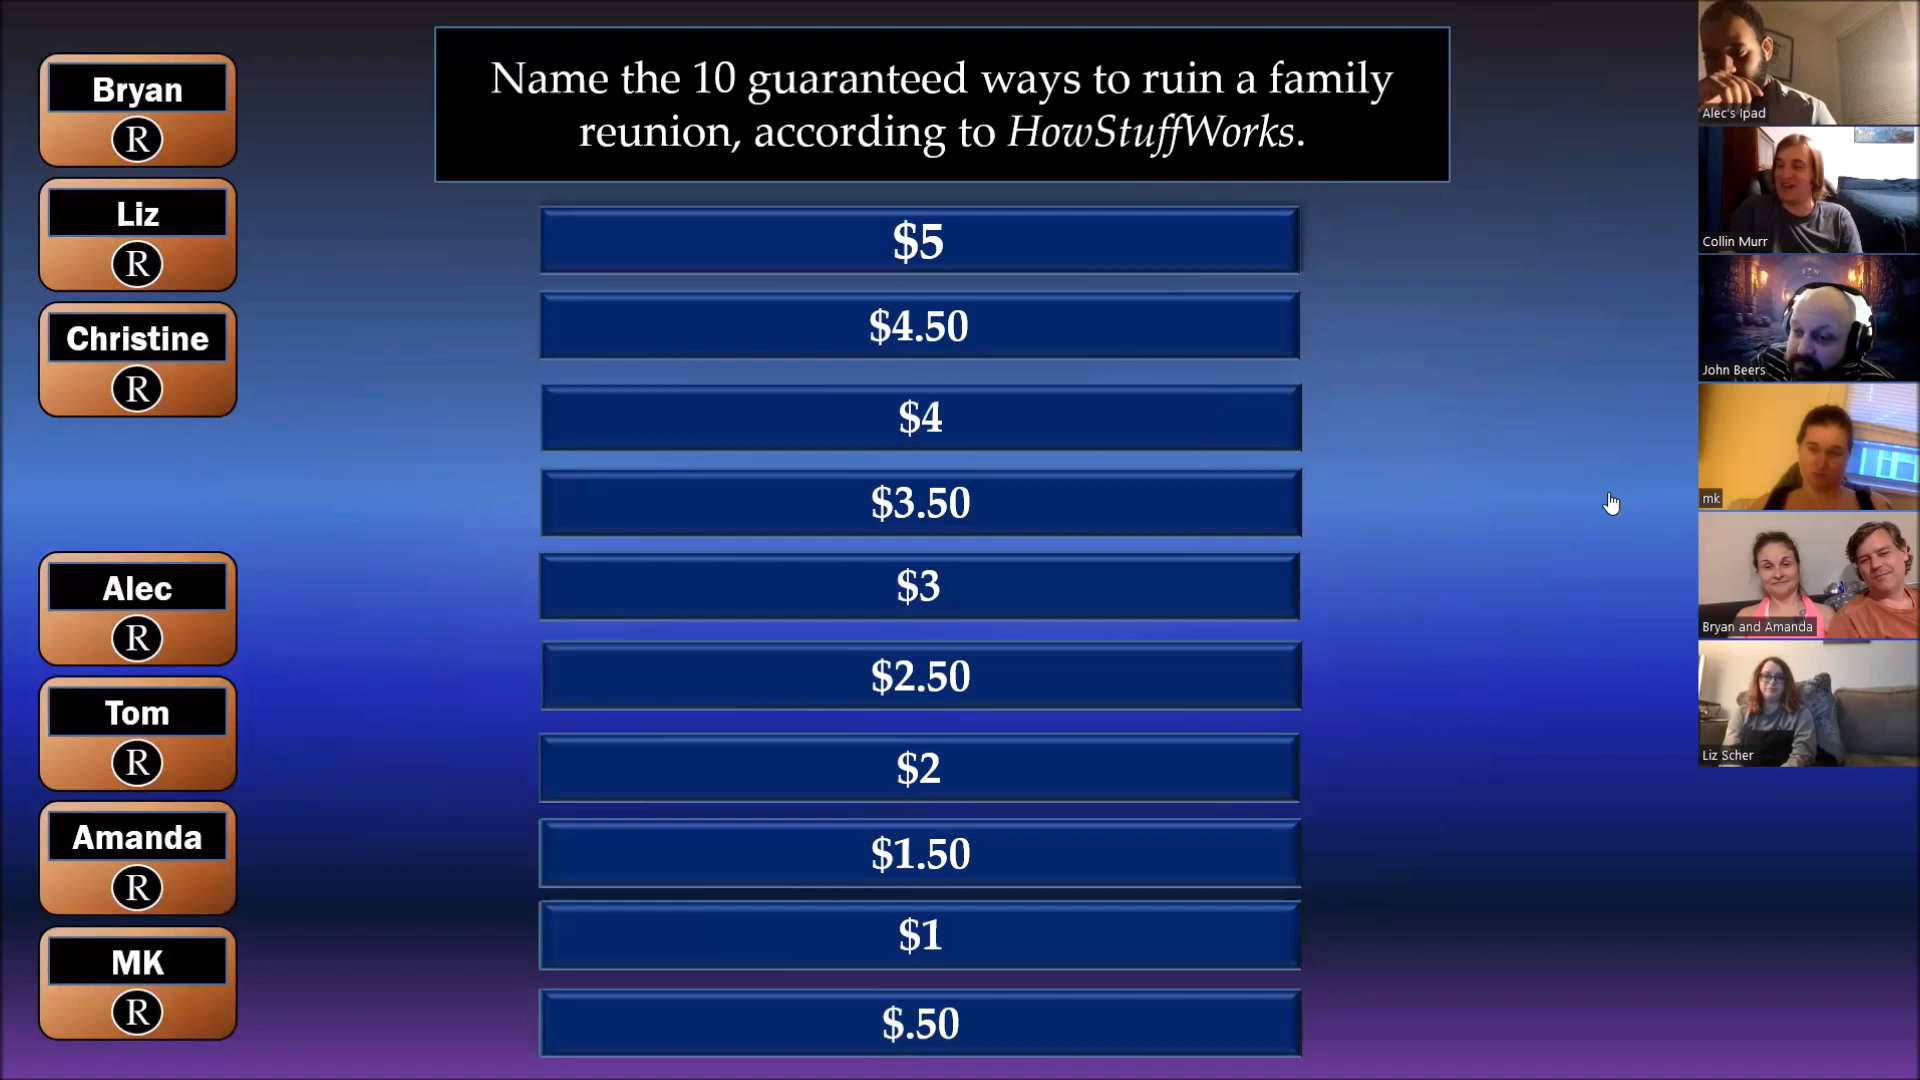 Name the 10 guaranteed ways to ruin a family
reunion, according to HowStuffWorks.
Bryan
R
Liz
R
Christine
R
Alec
R
Tom
R
Amanda
R
MK
R
$5
$4.50
$4
$3.50
$3
$2.50
$2
$1.50
$1
$.50
Alec's Ipad
Collin Murr
John Beers
mk
Bryan and Amanda
Liz Scher